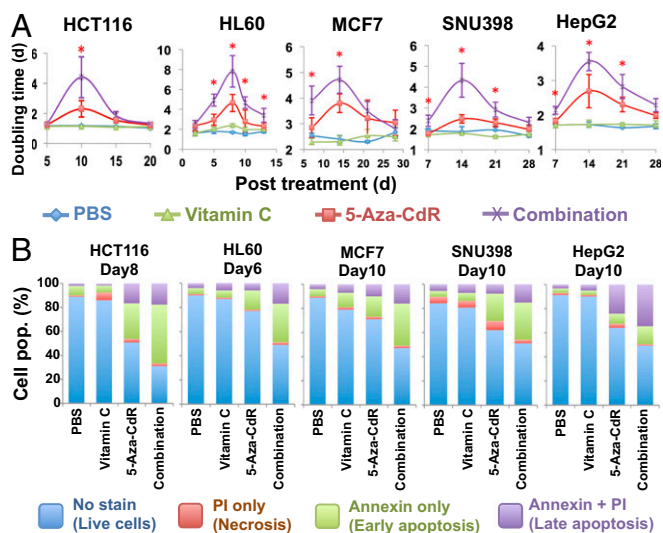 A
HCT116 HL60 MCF7 SNU398 HepG2
Doubling time (d)
6 4 2 0
5 10 15 20
10 8 6 4 2 0
0 5 10 15
6 5 4 3 2
5 10 15 20 25 30
5 4 3 2 1
7 14 21 28
4 3 2 1
7 14 21 28
* * * * * * * * * * * * * *
Post treatment (d)
PBS Vitamin C 5-Aza-CdR Combination
B
HCT116 HL60 MCF7 SNU398 HepG2
Day8 Day6 Day10 Day10 Day10
Cell pop. (%)
100
80
60
40
20
0
PBS Vitamin C 5-Aza-CdR Combination
PBS Vitamin C 5-Aza-CdR Combination
PBS Vitamin C 5-Aza-CdR Combination
PBS Vitamin C 5-Aza-CdR Combination
PBS Vitamin C 5-Aza-CdR Combination
No stain PI only Annexin only Annexin + PI
(Live cells) (Necrosis) (Early apoptosis) (Late apoptosis)